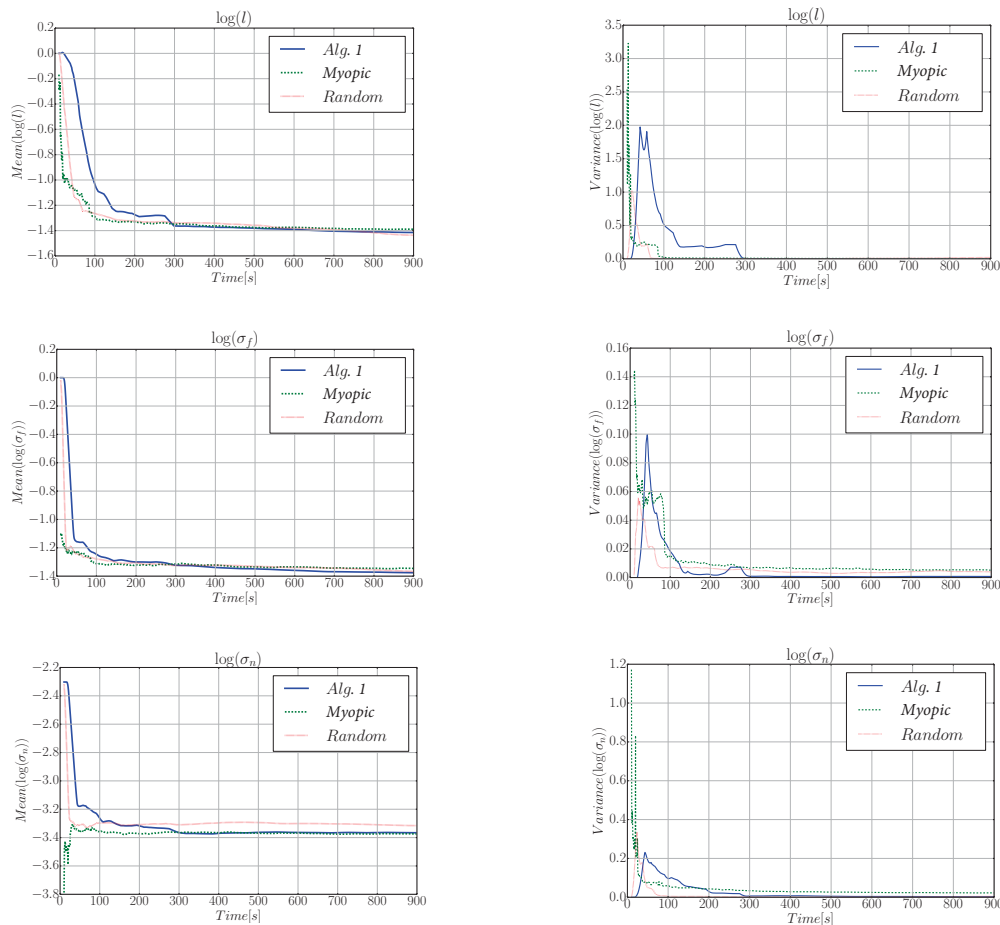 log(l)
0.2
0.0
−0.2
−0.4
−0.6
−0.8
−1.0
−1.2
−1.4
−1.6
Mean(log(l))
Alg. 1
Myopic
Random
0 100 200 300 400 500 600 700 800 900
Time[s]
log(l)
3.5
3.0
2.5
2.0
1.5
1.0
0.5
0.0
Variance(log(l))
Alg. 1
Myopic
Random
0 100 200 300 400 500 600 700 800 900
Time[s]
log(σf)
0.2
0.0
−0.2
−0.4
−0.6
−0.8
−1.0
−1.2
−1.4
Mean(log(σf))
Alg. 1
Myopic
Random
0 100 200 300 400 500 600 700 800 900
Time[s]
log(σf)
0.16
0.14
0.12
0.10
0.08
0.06
0.04
0.02
0.00
Variance(log(σf))
Alg. 1
Myopic
Random
0 100 200 300 400 500 600 700 800 900
Time[s]
log(σn)
−2.2
−2.4
−2.6
−2.8
−3.0
−3.2
−3.4
−3.6
−3.8
Mean(log(σn))
Alg. 1
Myopic
Random
0 100 200 300 400 500 600 700 800 900
Time[s]
log(σn)
1.2
1.0
0.8
0.6
0.4
0.2
0.0
Variance(log(σn))
Alg. 1
Myopic
Random
0 100 200 300 400 500 600 700 800 900
Time[s]